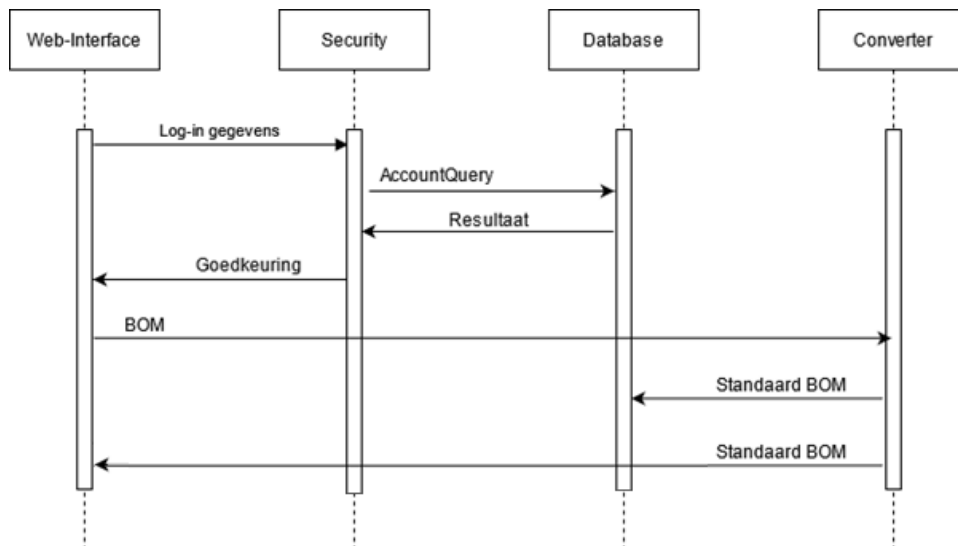 Web-Interface
Security
Database
Converter
Log-in gegevens
AccountQuery
Resultaat
Goedkeuring
BOM
Standaard BOM
Standaard BOM